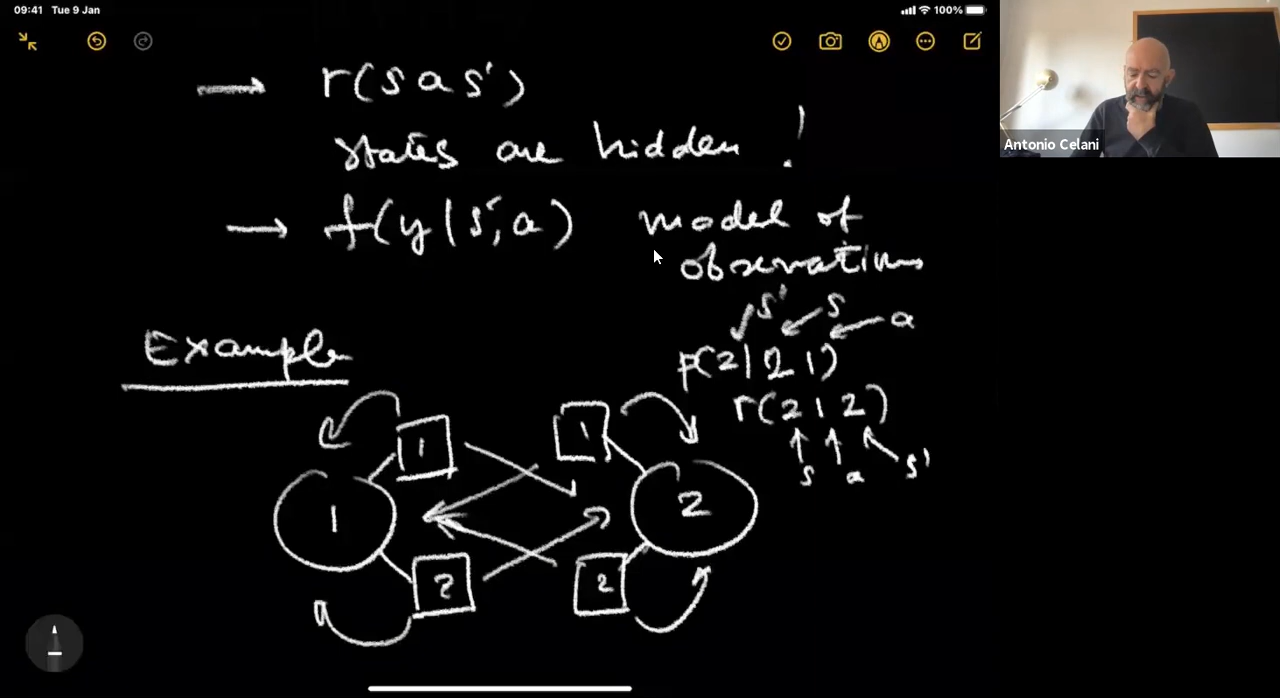 09:41 Tue 9 Jan
100%
Antonio Celani
→ r(s a s')
states are hidden !
→ f(y|s', a) model of
observations
s' s a
Example
p(2|2 1)
r(2 1 2)
s a s'
1 1
1 2
2 2